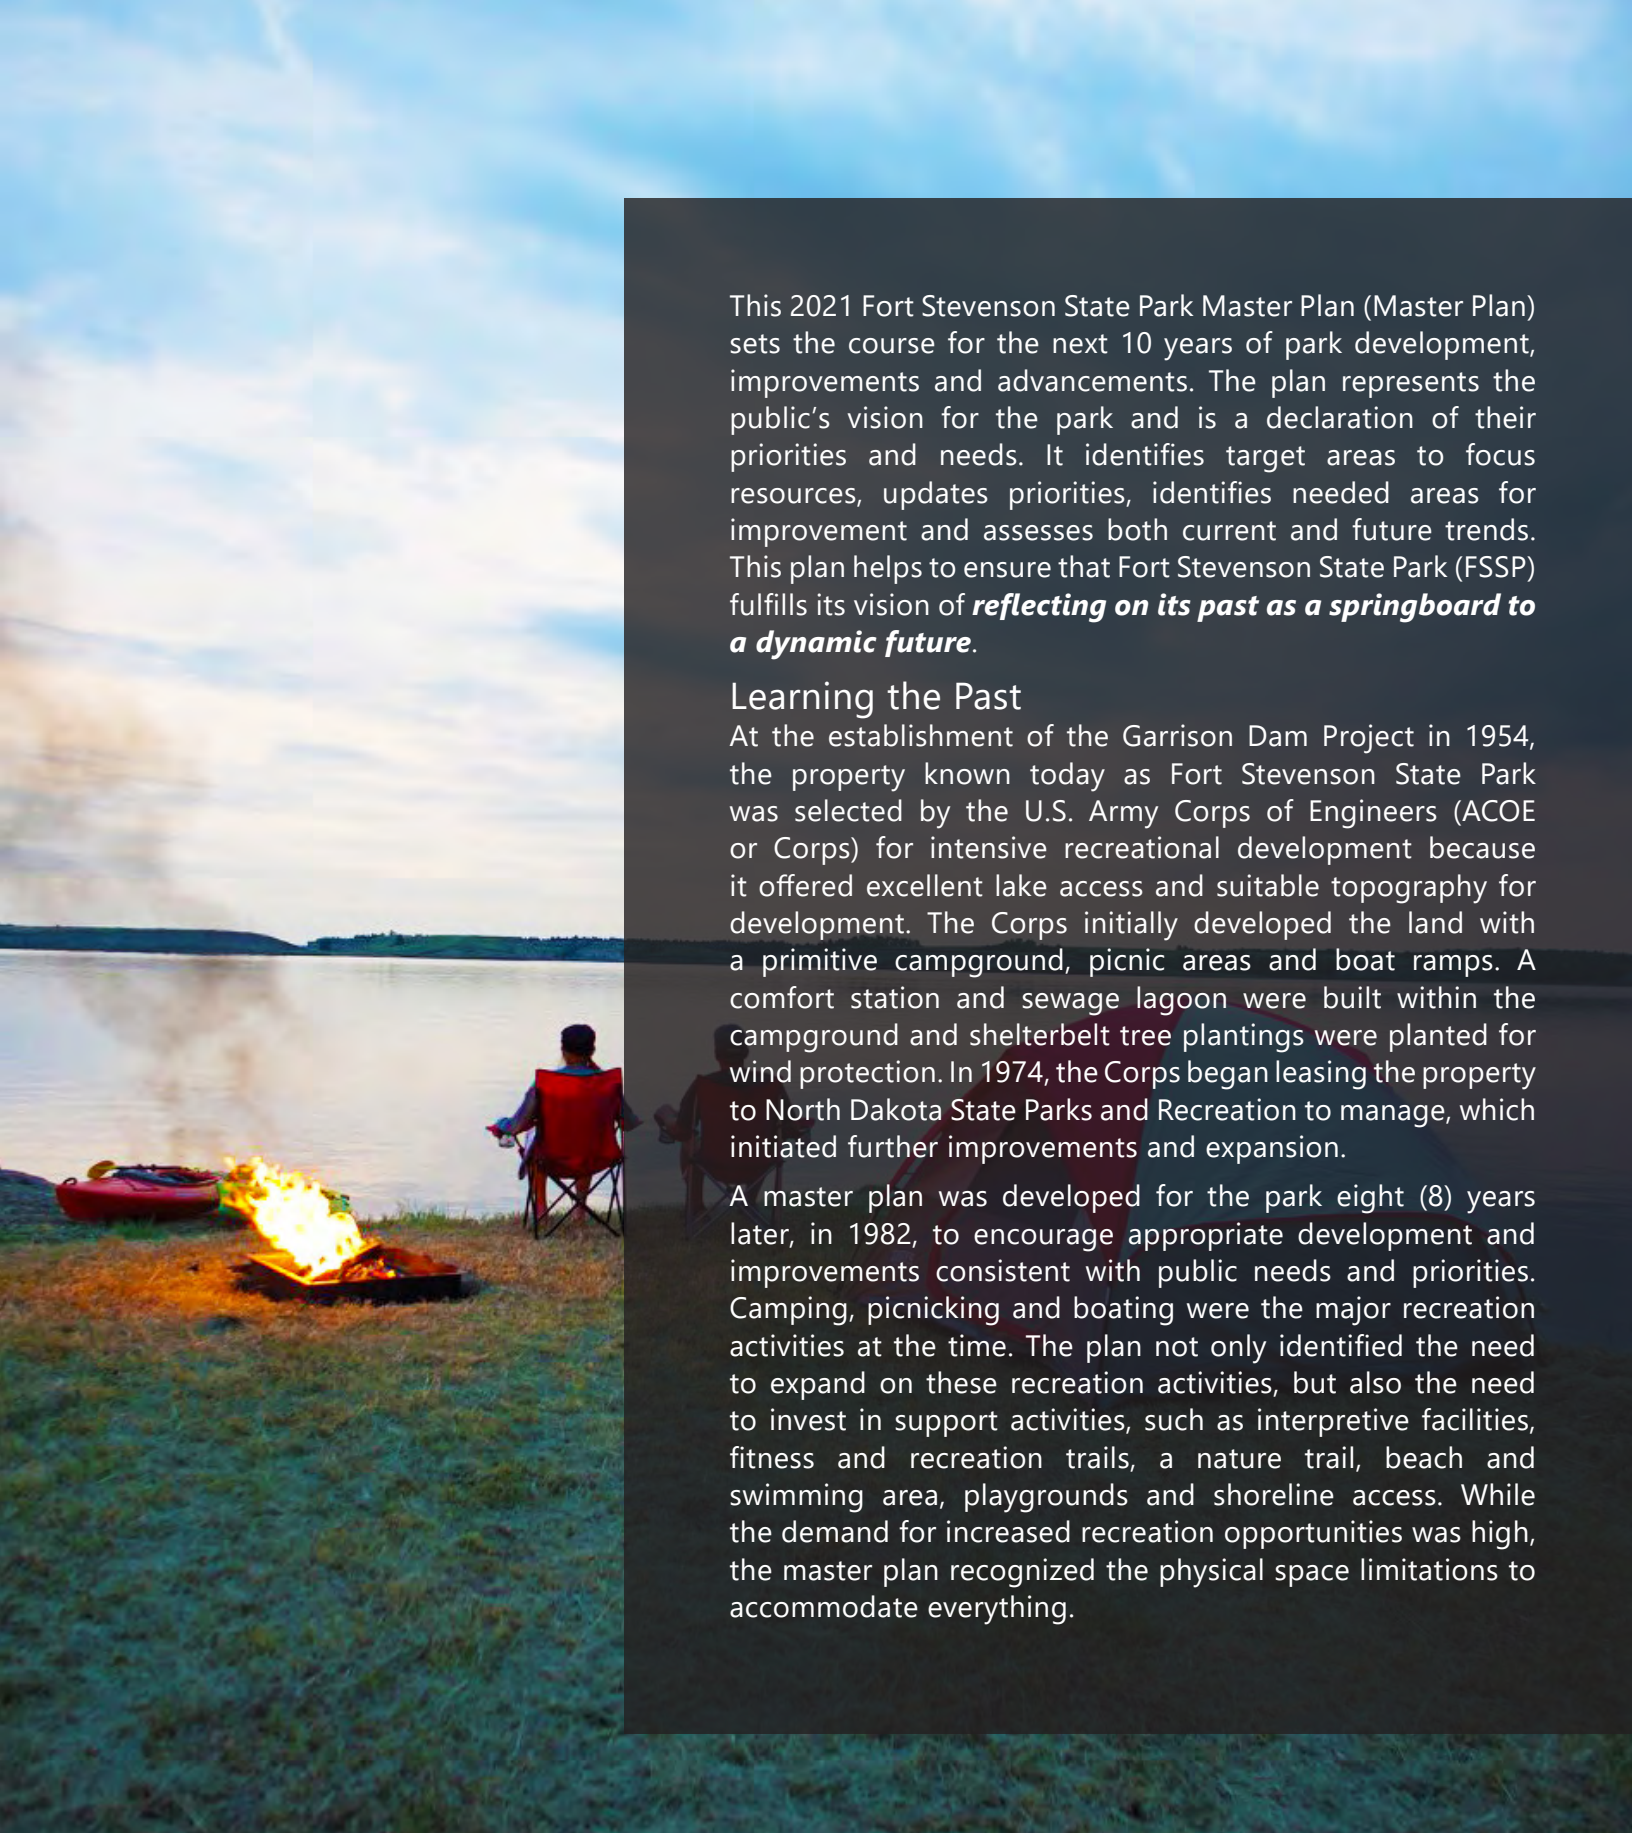 This 2021 Fort Stevenson State Park Master Plan (Master Plan)
sets the course for the next 10 years of park development,
improvements and advancements. The plan represents the
public’s vision for the park and is a declaration of their
priorities and needs. It identifies target areas to focus
resources, updates priorities, identifies needed areas for
improvement and assesses both current and future trends.
This plan helps to ensure that Fort Stevenson State Park (FSSP)
fulfills its vision of reflecting on its past as a springboard to
a dynamic future.
Learning the Past
At the establishment of the Garrison Dam Project in 1954,
the property known today as Fort Stevenson State Park
was selected by the U.S. Army Corps of Engineers (ACOE
or Corps) for intensive recreational development because
it offered excellent lake access and suitable topography for
development. The Corps initially developed the land with
a primitive campground, picnic areas and boat ramps. A
comfort station and sewage lagoon were built within the
campground and shelterbelt tree plantings were planted for
wind protection. In 1974, the Corps began leasing the property
to North Dakota State Parks and Recreation to manage, which
initiated further improvements and expansion.
A master plan was developed for the park eight (8) years
later, in 1982, to encourage appropriate development and
improvements consistent with public needs and priorities.
Camping, picnicking and boating were the major recreation
activities at the time. The plan not only identified the need
to expand on these recreation activities, but also the need
to invest in support activities, such as interpretive facilities,
fitness and recreation trails, a nature trail, beach and
swimming area, playgrounds and shoreline access. While
the demand for increased recreation opportunities was high,
the master plan recognized the physical space limitations to
accommodate everything.